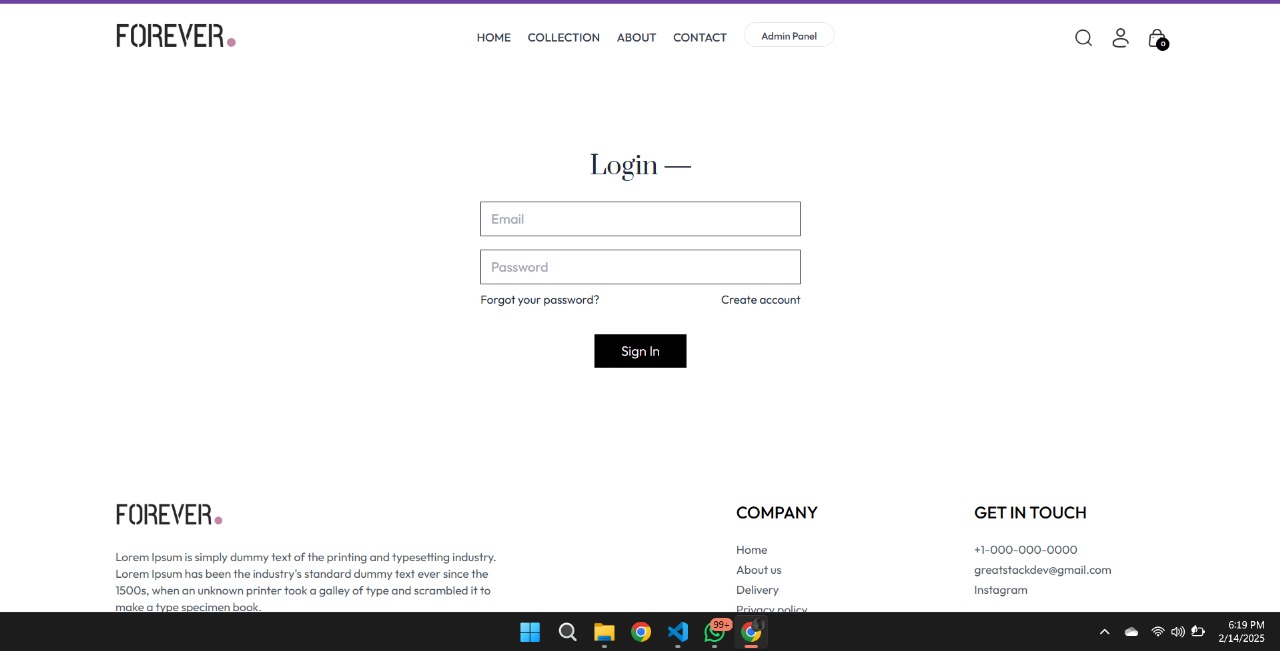 FOREVER.
HOME COLLECTION ABOUT CONTACT Admin Panel
0
Login —
Email
Password
Forgot your password? Create account
Sign In
FOREVER.
Lorem Ipsum is simply dummy text of the printing and typesetting industry.
Lorem Ipsum has been the industry's standard dummy text ever since the
1500s, when an unknown printer took a galley of type and scrambled it to
make a type specimen book.
COMPANY
Home
About us
Delivery
Privacy policy
GET IN TOUCH
+1-000-000-0000
greatstackdev@gmail.com
Instagram
99+
6:19 PM
2/14/2025